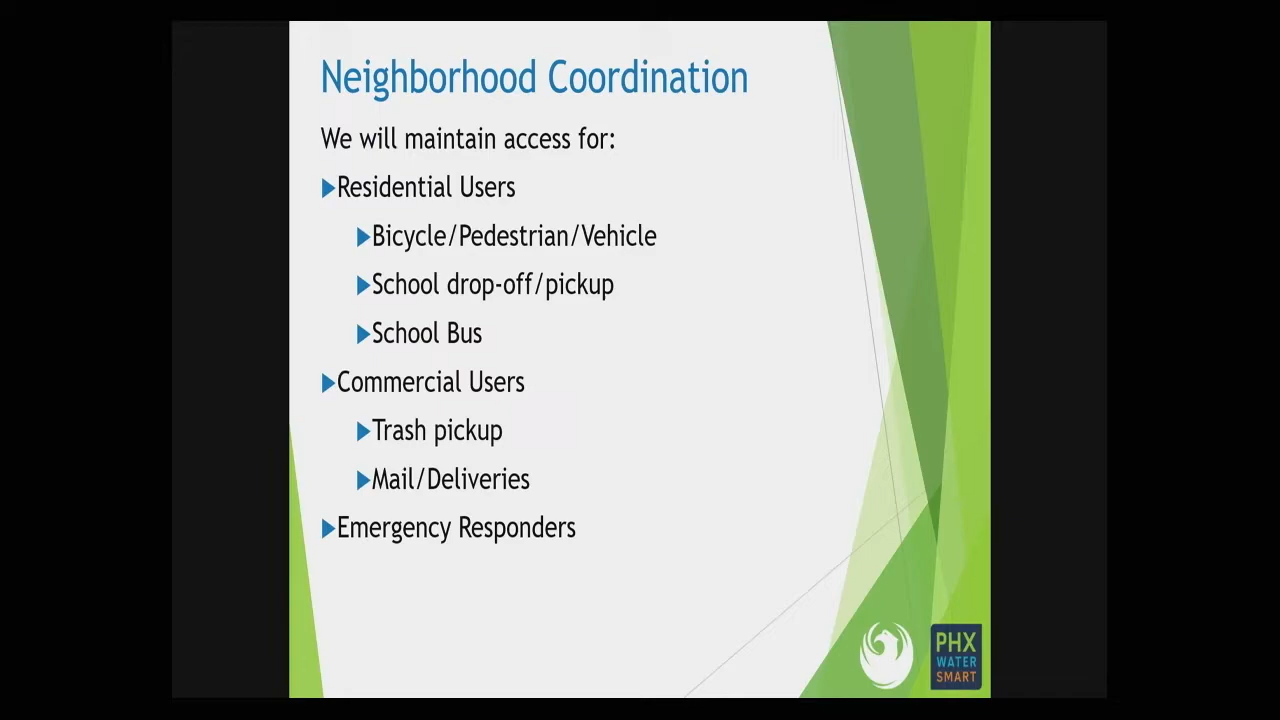 Neighborhood Coordination
We will maintain access for:
Residential Users
Bicycle/Pedestrian/Vehicle
School drop-off/pickup
School Bus
Commercial Users
Trash pickup
Mail/Deliveries
Emergency Responders
PHX
WATER
SMART